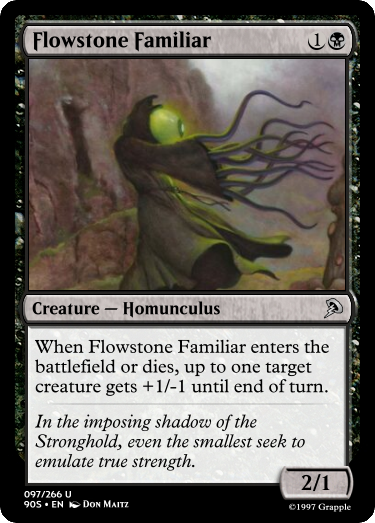 Flowstone Familiar 1
Creature — Homunculus
When Flowstone Familiar enters the
battlefield or dies, up to one target
creature gets +1/-1 until end of turn.
In the imposing shadow of the
Stronghold, even the smallest seek to
emulate true strength.
2/1
097/266 U
90S • EN Don Maitz
©1997 Grapple